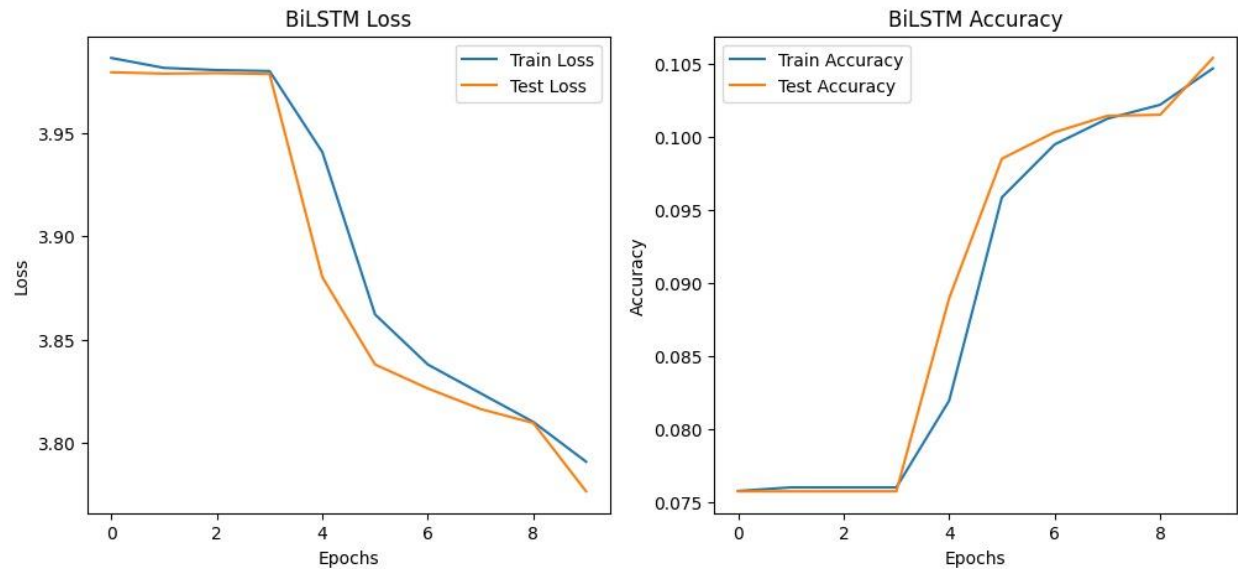 BiLSTM Loss
Train Loss
Test Loss
3.95
3.90
3.85
3.80
Loss
0 2 4 6 8
Epochs
BiLSTM Accuracy
Train Accuracy
Test Accuracy
0.105
0.100
0.095
0.090
0.085
0.080
0.075
Accuracy
0 2 4 6 8
Epochs